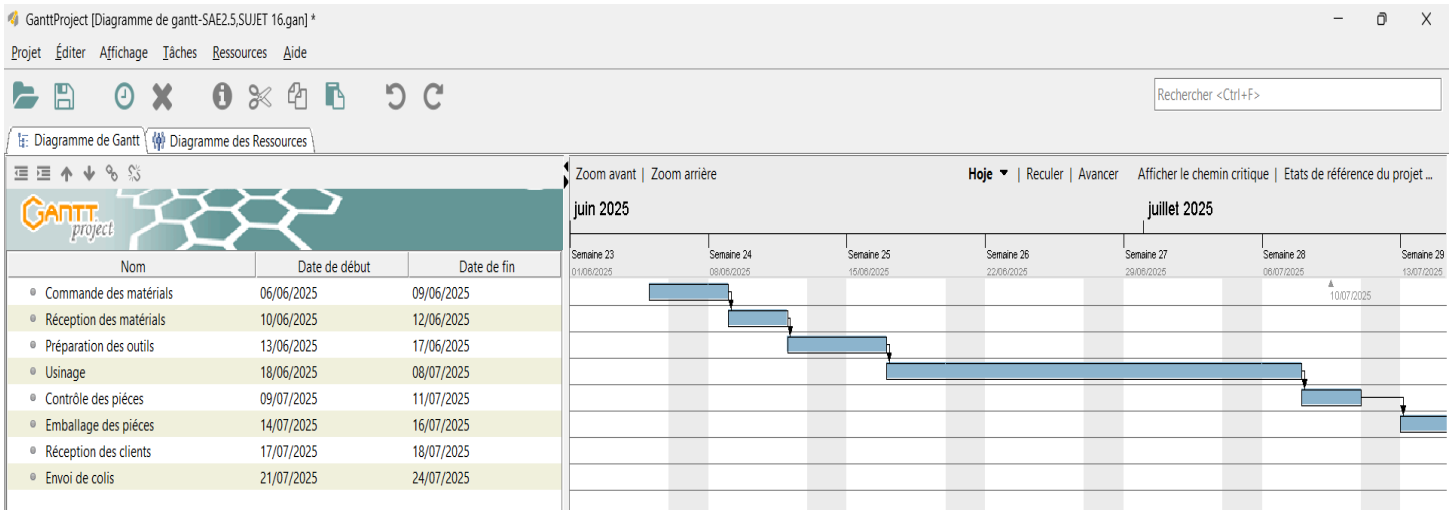 GanttProject [Diagramme de gantt-SAE2.5,SUJET 16.gan] *
Projet Éditer Affichage Tâches Ressources Aide
Rechercher <Ctrl+F>
Diagramme de Gantt Diagramme des Ressources
Zoom avant | Zoom arrière Hoje | Reculer | Avancer Afficher le chemin critique | Etats de référence du projet ...
GANTT project
juin 2025 juillet 2025
Semaine 23 Semaine 24 Semaine 25 Semaine 26 Semaine 27 Semaine 28 Semaine 29
01/06/2025 08/06/2025 15/06/2025 22/06/2025 29/06/2025 06/07/2025 13/07/2025
Nom Date de début Date de fin
10/07/2025
Commande des matérials 06/06/2025 09/06/2025
Réception des matérials 10/06/2025 12/06/2025
Préparation des outils 13/06/2025 17/06/2025
Usinage 18/06/2025 08/07/2025
Contrôle des piéces 09/07/2025 11/07/2025
Emballage des piéces 14/07/2025 16/07/2025
Réception des clients 17/07/2025 18/07/2025
Envoi de colis 21/07/2025 24/07/2025